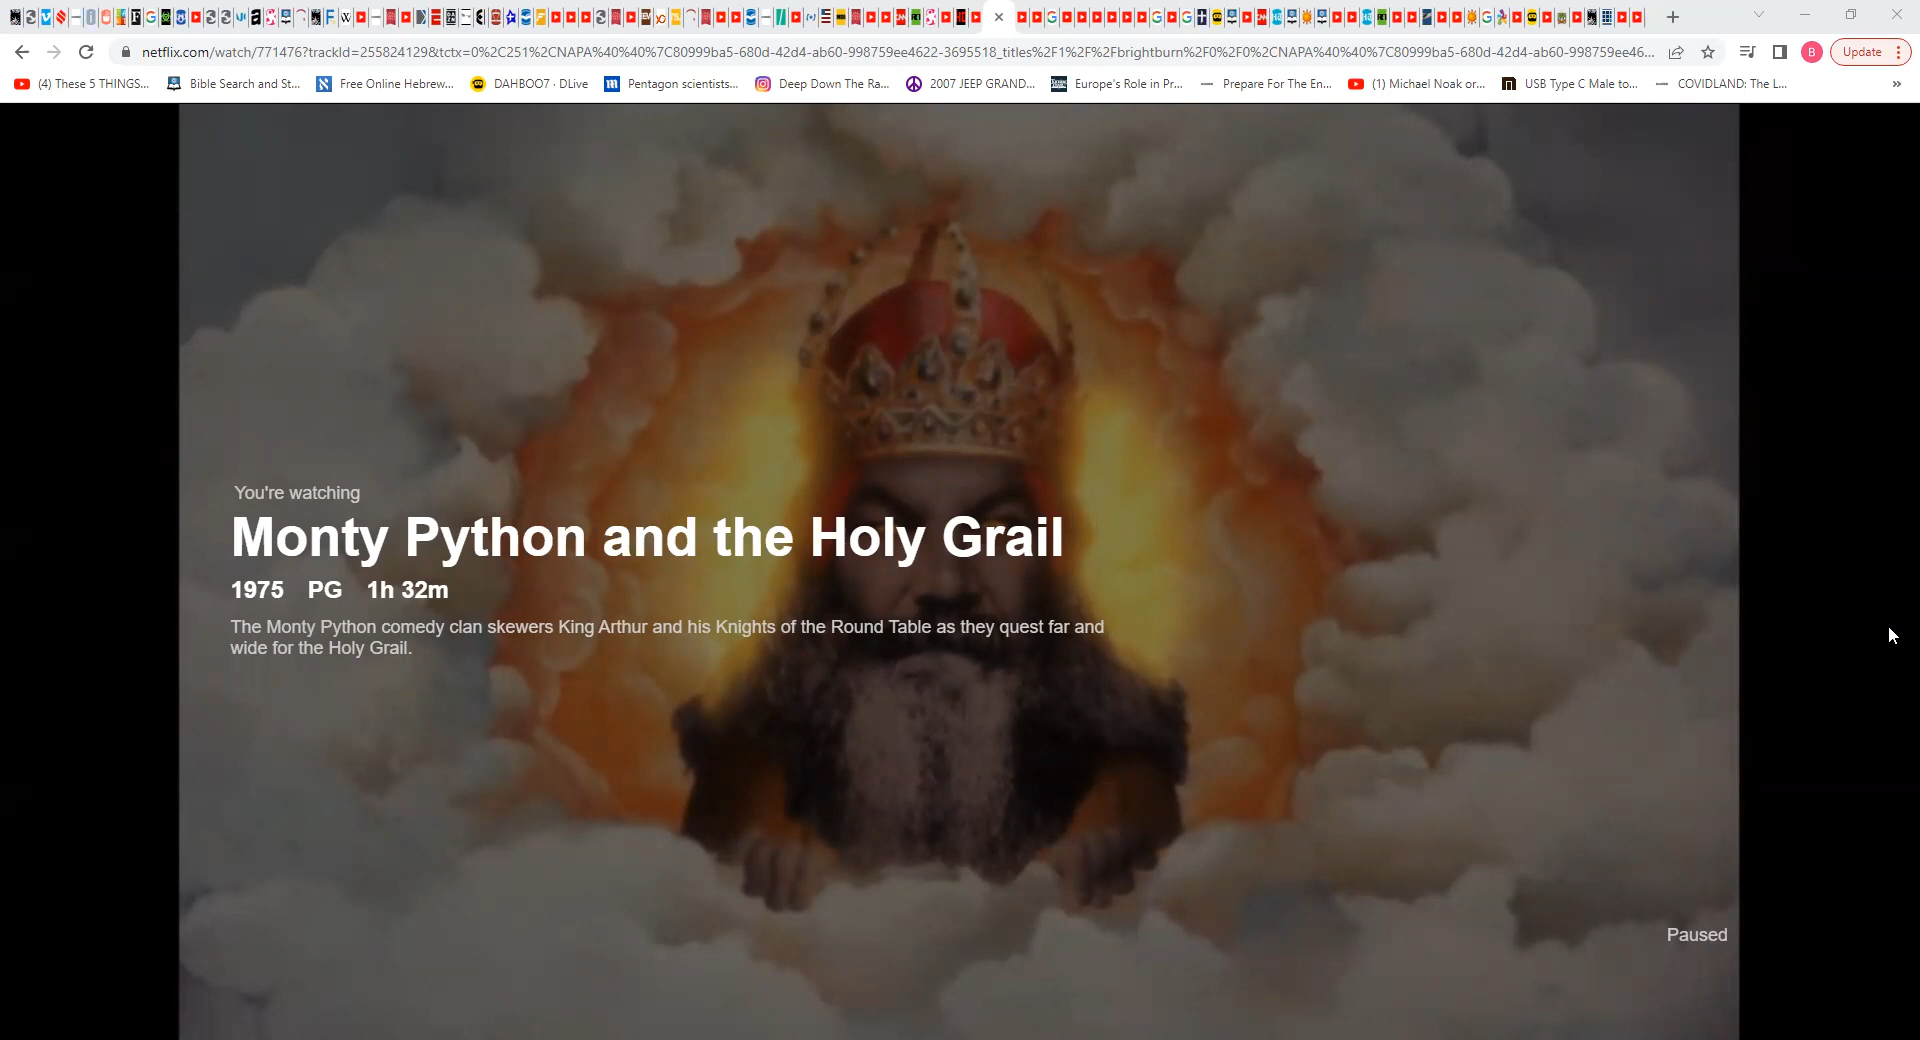 netflix.com/watch/771476?trackId=255824129&tctx=0%2C251%2CNAPA%40%40%7C80999ba5-680d-42d4-ab60-998759ee4622-3695518_titles%2F1%2F%2Fbrightburn%2F0%2F0%2CNAPA%40%40%7C80999ba5-680d-42d4-ab60-998759ee46...
B
Update
(4) These 5 THINGS...
Bible Search and St...
Free Online Hebrew...
DAHBOO7 · DLive
Pentagon scientists...
Deep Down The Ra...
2007 JEEP GRAND...
Europe's Role in Pr...
Prepare For The En...
(1) Michael Noak or...
USB Type C Male to...
COVIDLAND: The L...
You're watching
Monty Python and the Holy Grail
1975 PG 1h 32m
The Monty Python comedy clan skewers King Arthur and his Knights of the Round Table as they quest far and
wide for the Holy Grail.
Paused